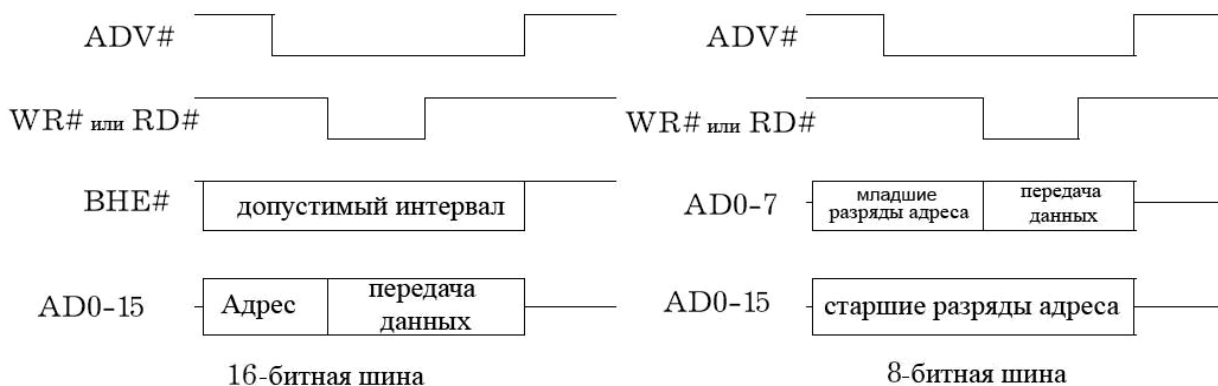 ADV#
WR# или RD#
BHE#
допустимый интервал
AD0-15
Адрес
передача
данных
16-битная шина
ADV#
WR# или RD#
AD0-7
младшие
разряды адреса
передача
данных
AD0-15
старшие разряды адреса
8-битная шина